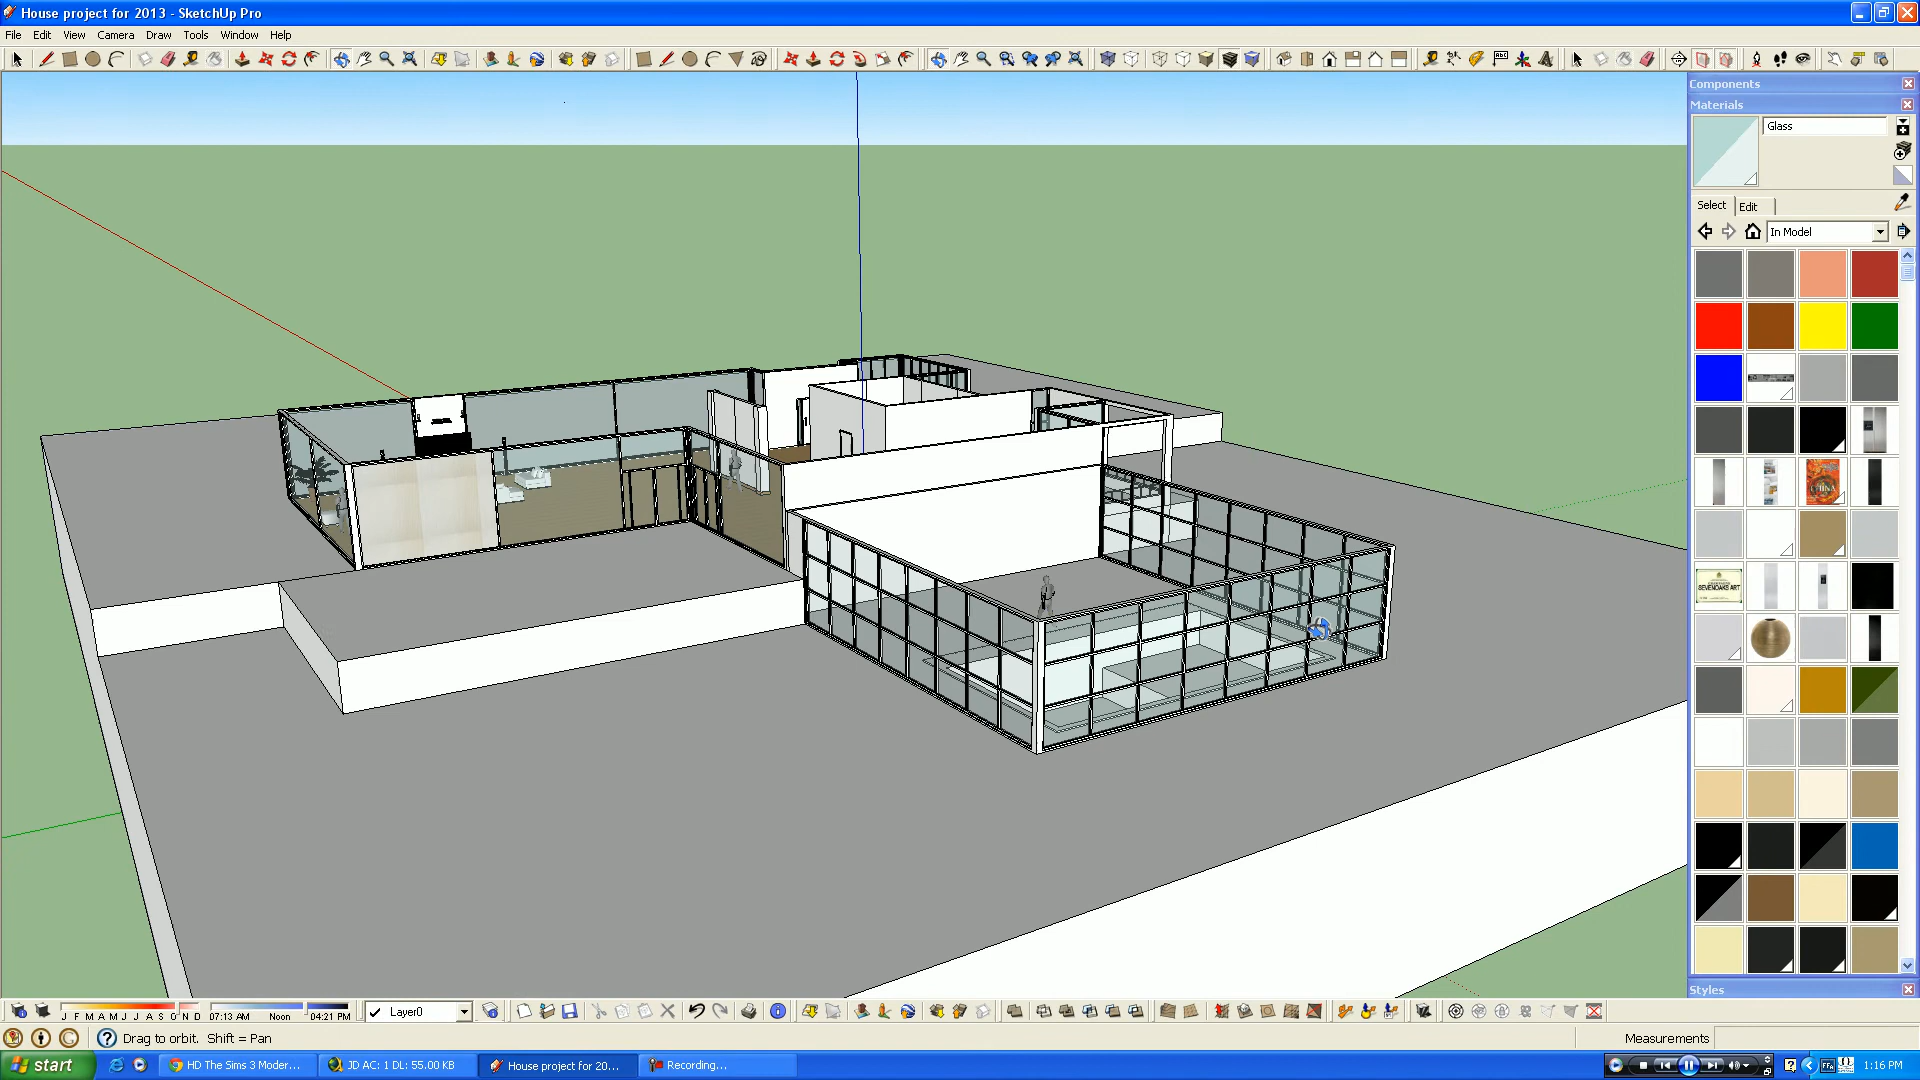 House project for 2013 - SketchUp Pro
File Edit View Camera Draw Tools Window Help
Components
Materials
Glass
Select Edit
In Model
CHINA
SEVENOAKS ART
Styles
J F M A M J J A S O N D 07:13 AM Noon 04:21 PM Layer0
Drag to orbit. Shift = Pan
Measurements
start HD The Sims 3 Moder... JD AC: 1 DL: 55.00 KB House project for 20... Recording... 1:16 PM